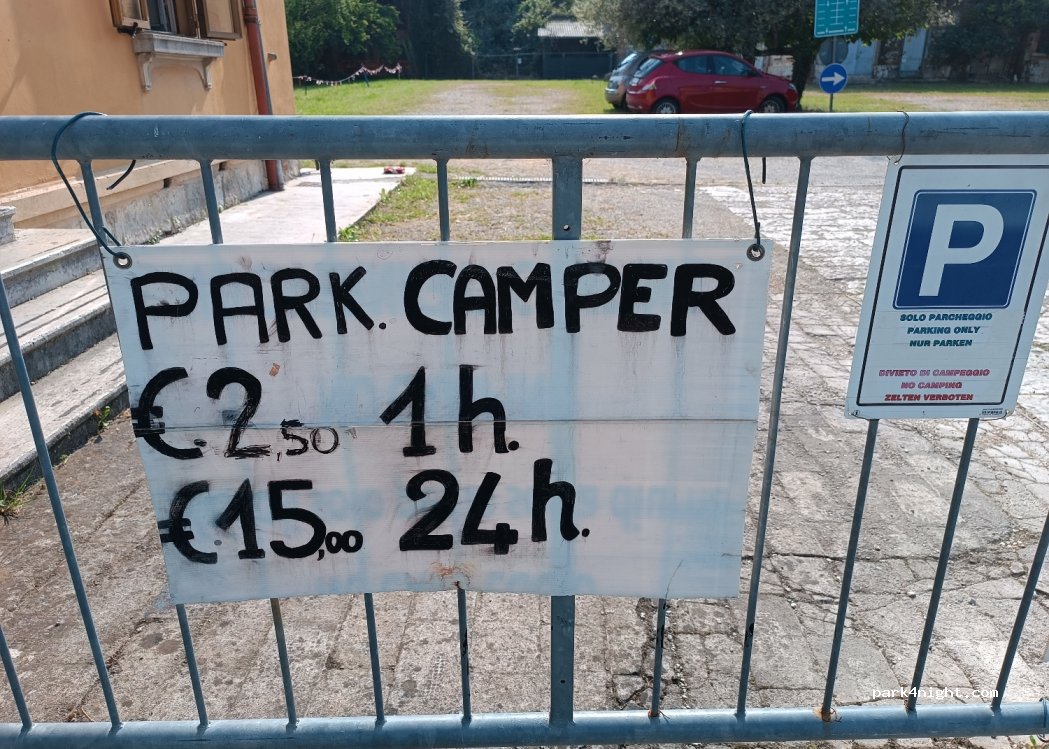 PARK. CAMPER
€.2,50 1h.
€.15,00 24h.
P
SOLO PARCHEGGIO
PARKING ONLY
NUR PARKEN
DIVIETO DI CAMPEGGIO
NO CAMPING
ZELTEN VERBOTEN
park4night.com